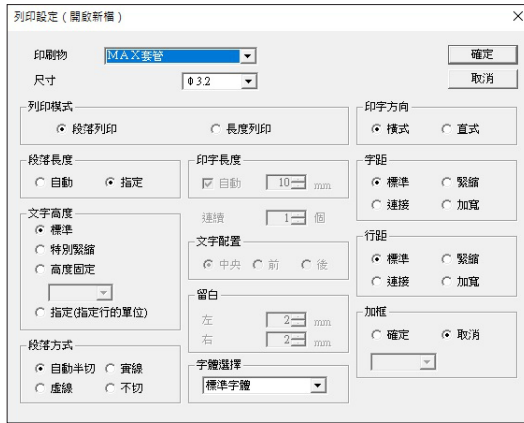 列印設定(開啟新檔)
印刷物 MAX套管 確定
尺寸 Φ3.2 取消
列印模式
段落列印 長度列印
印字方向
橫式 直式
段落長度
自動 指定
印字長度
自動 10 mm
字距
標準 緊縮
連接 加寬
文字高度
標準
特別緊縮
高度固定
指定(指定行的單位)
連續 1 個
文字配置
中央 前 後
行距
標準 緊縮
連接 加寬
留白
左 2 mm
右 2 mm
加框
確定 取消
段落方式
自動半切 實線
虛線 不切
字體選擇
標準字體